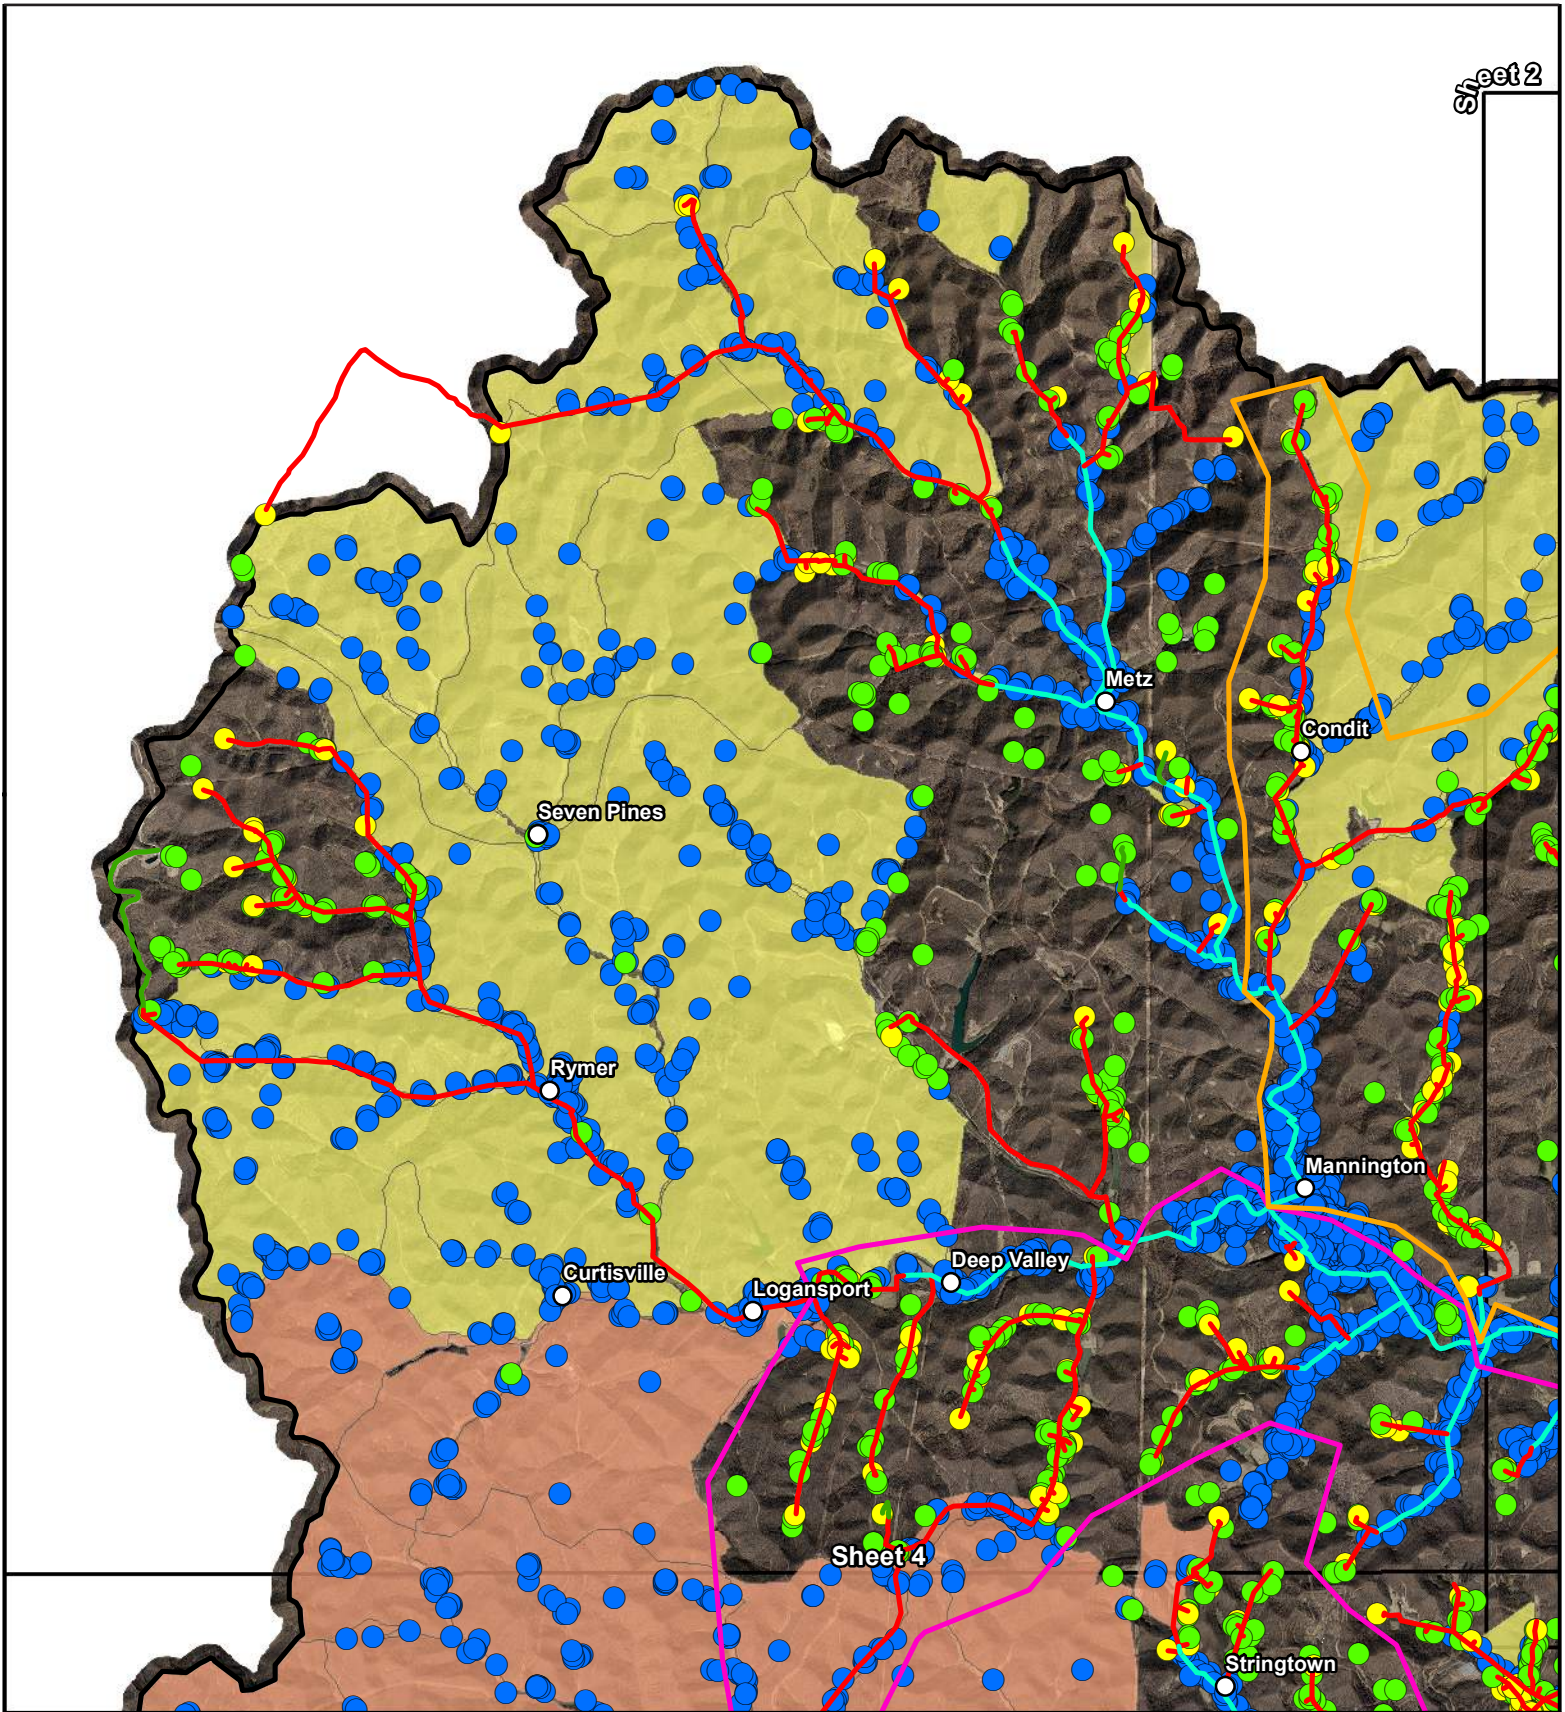 Sheet 2
Metz
Condit
Seven Pines
Rymer
Mannington
Deep Valley
Curtisville
Logansport
Sheet 4
Stringtown